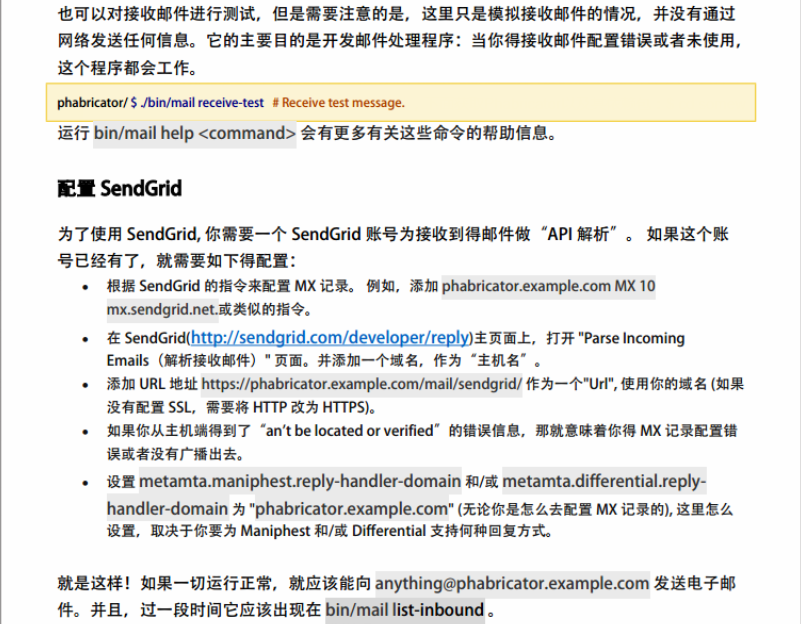 也可以对接收邮件进行测试，但是需要注意的是，这里只是模拟接收邮件的情况，并没有通过
网络发送任何信息。它的主要目的是开发邮件处理程序：当你得接收邮件配置错误或者未使用，
这个程序都会工作。
phabricator/ $ ./bin/mail receive-test # Receive test message.
运行 bin/mail help <command> 会有更多有关这些命令的帮助信息。
配置 SendGrid
为了使用 SendGrid, 你需要一个 SendGrid 账号为接收到得邮件做“API 解析”。 如果这个账
号已经有了，就需要如下得配置：
• 根据 SendGrid 的指令来配置 MX 记录。 例如，添加 phabricator.example.com MX 10
mx.sendgrid.net.或类似的指令。
• 在 SendGrid(http://sendgrid.com/developer/reply)主页面上，打开 "Parse Incoming
Emails（解析接收邮件）" 页面。并添加一个域名，作为“主机名”。
• 添加 URL 地址 https://phabricator.example.com/mail/sendgrid/ 作为一个"Url", 使用你的域名 (如果
没有配置 SSL，需要将 HTTP 改为 HTTPS)。
• 如果你从主机端得到了“an't be located or verified”的错误信息，那就意味着你得 MX 记录配置错
误或者没有广播出去。
• 设置 metamta.maniphest.reply-handler-domain 和/或 metamta.differential.reply-
handler-domain 为 "phabricator.example.com" (无论你是怎么去配置 MX 记录的), 这里怎么
设置，取决于你要为 Maniphest 和/或 Differential 支持何种回复方式。
就是这样！如果一切运行正常，就应该能向 anything@phabricator.example.com 发送电子邮
件。并且，过一段时间它应该出现在 bin/mail list-inbound 。